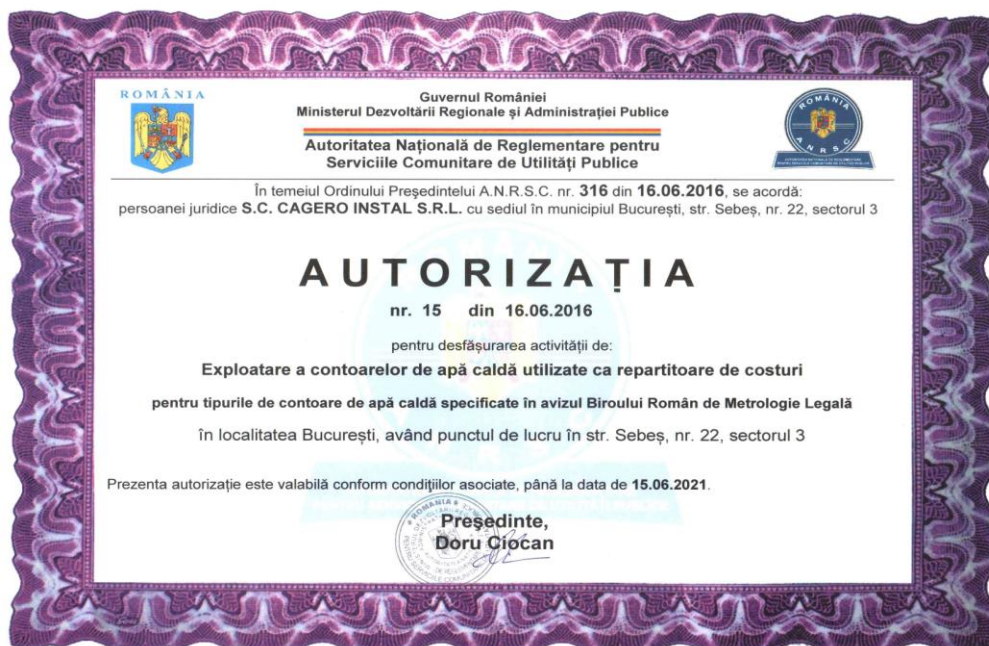 ROMÂNIA
Guvernul României
Ministerul Dezvoltării Regionale și Administrației Publice
Autoritatea Națională de Reglementare pentru
Serviciile Comunitare de Utilități Publice
ROMÂNIA
A N R S C
În temeiul Ordinului Președintelui A.N.R.S.C. nr. 316 din 16.06.2016, se acordă:
persoanei juridice S.C. CAGERO INSTAL S.R.L. cu sediul în municipiul București, str. Sebeș, nr. 22, sectorul 3
AUTORIZAȚIA
nr. 15 din 16.06.2016
pentru desfășurarea activității de:
Exploatare a contoarelor de apă caldă utilizate ca repartitoare de costuri
pentru tipurile de contoare de apă caldă specificate în avizul Biroului Român de Metrologie Legală
în localitatea București, având punctul de lucru în str. Sebeș, nr. 22, sectorul 3
Prezenta autorizație este valabilă conform condițiilor asociate, până la data de 15.06.2021.
Președinte,
Doru Ciocan